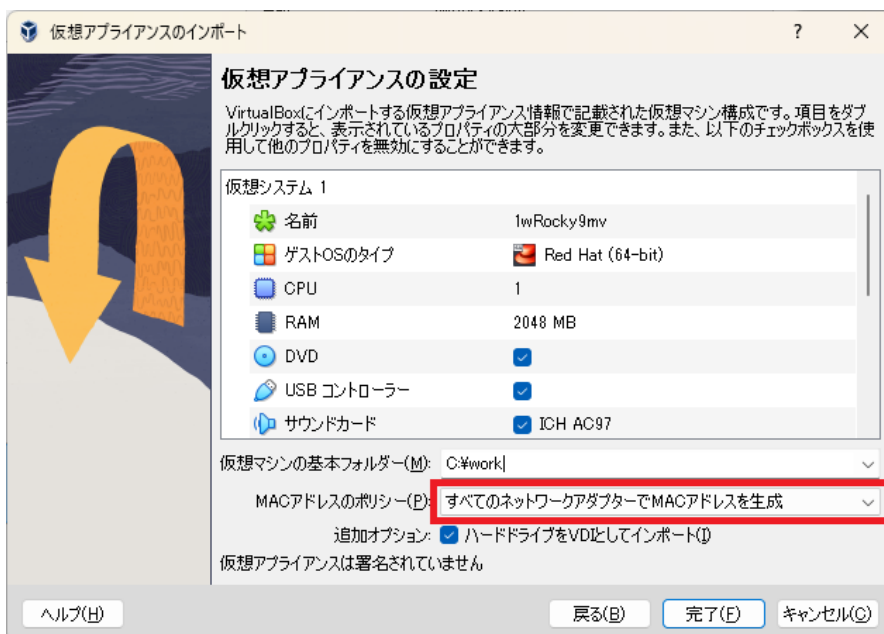 仮想アプライアンスのインポート
?
×
仮想アプライアンスの設定
VirtualBoxにインポートする仮想アプライアンス情報で記載された仮想マシン構成です。項目をダブ
ルクリックすると、表示されているプロパティの大部分を変更できます。また、以下のチェックボックスを使
用して他のプロパティを無効にすることができます。
仮想システム 1
名前 1wRocky9mv
ゲストOSのタイプ Red Hat (64-bit)
CPU 1
RAM 2048 MB
DVD
USB コントローラー
サウンドカード ICH AC97
仮想マシンの基本フォルダー(M): C:¥work
MACアドレスのポリシー(P): すべてのネットワークアダプターでMACアドレスを生成
追加オプション: ハードドライブをVDIとしてインポート(I)
仮想アプライアンスは署名されていません
ヘルプ(H) 戻る(B) 完了(F) キャンセル(C)